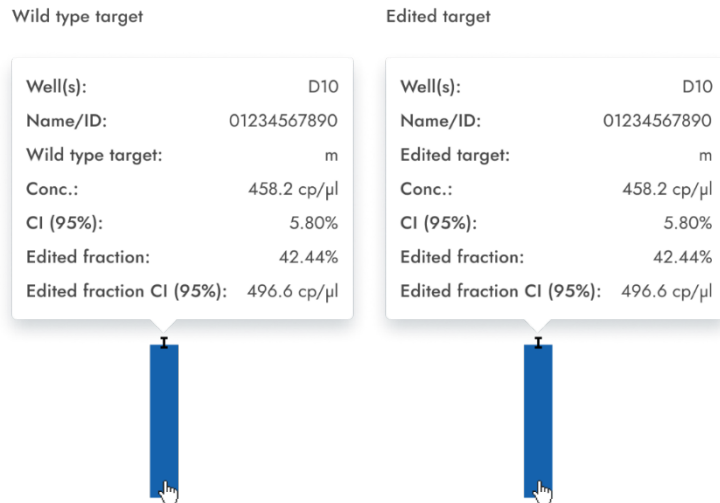 Wild type target
Well(s): D10
Name/ID: 01234567890
Wild type target: m
Conc.: 458.2 cp/µl
CI (95%): 5.80%
Edited fraction: 42.44%
Edited fraction CI (95%): 496.6 cp/µl
Edited target
Well(s): D10
Name/ID: 01234567890
Edited target: m
Conc.: 458.2 cp/µl
CI (95%): 5.80%
Edited fraction: 42.44%
Edited fraction CI (95%): 496.6 cp/µl